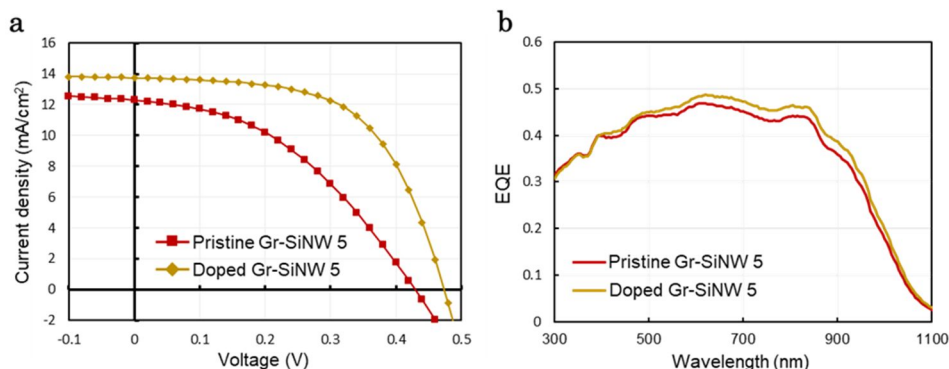 a
16
14
12
10
8
6
4
2
0
-2
Current density (mA/cm²)
Pristine Gr-SiNW 5
Doped Gr-SiNW 5
-0.1 0 0.1 0.2 0.3 0.4 0.5
Voltage (V)
b
0.6
0.5
0.4
0.3
0.2
0.1
0
EQE
Pristine Gr-SiNW 5
Doped Gr-SiNW 5
300 500 700 900 1100
Wavelength (nm)